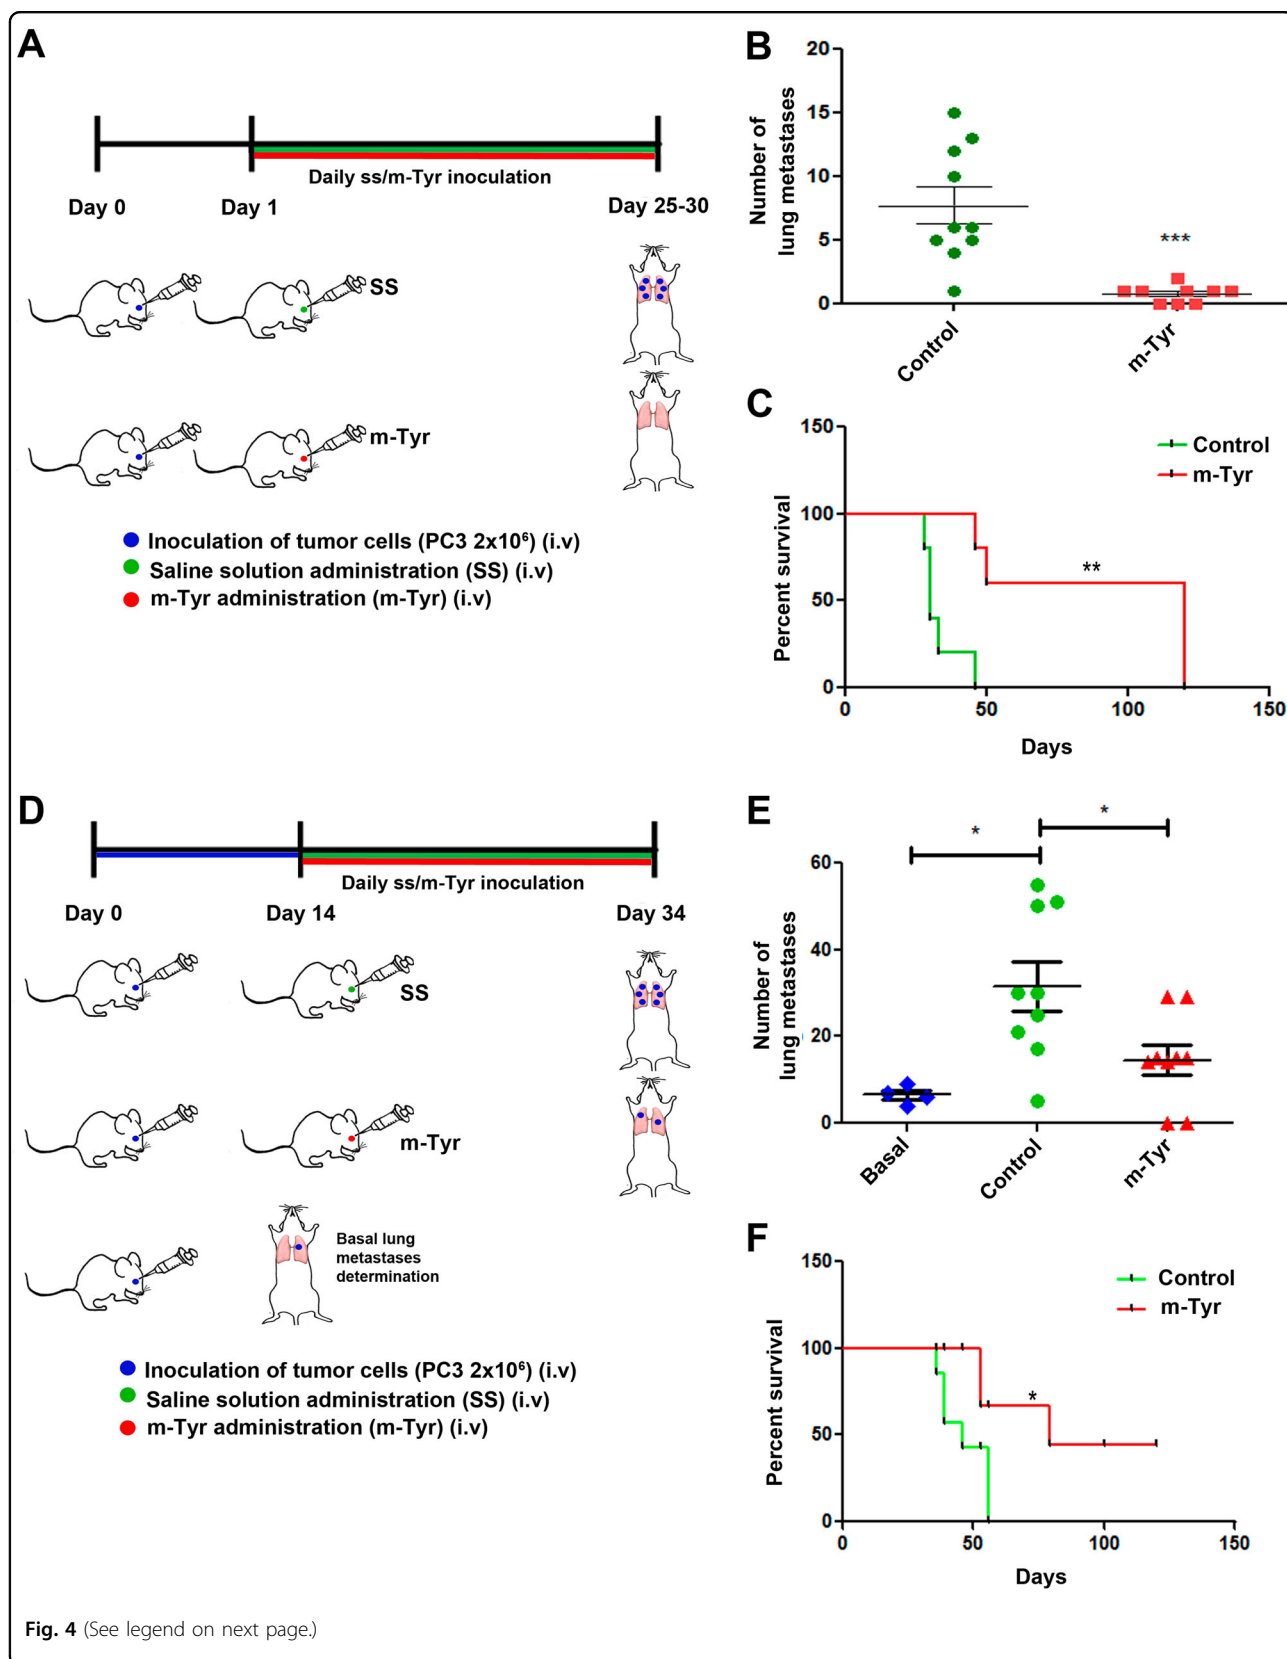 A
Daily ss/m-Tyr inoculation
Day 0
Day 1
Day 25-30
SS
m-Tyr
Inoculation of tumor cells (PC3 2x10⁶) (i.v)
Saline solution administration (SS) (i.v)
m-Tyr administration (m-Tyr) (i.v)
B
Number of
lung metastases
20
15
10
5
0
***
Control
m-Tyr
C
Percent survival
150
100
50
0
Control
m-Tyr
**
0
50
100
150
Days
D
Daily ss/m-Tyr inoculation
Day 0
Day 14
Day 34
SS
m-Tyr
Basal lung
metastases
determination
Inoculation of tumor cells (PC3 2x10⁶) (i.v)
Saline solution administration (SS) (i.v)
m-Tyr administration (m-Tyr) (i.v)
E
*
*
Number of
lung metastases
60
40
20
0
Basal
Control
m-Tyr
F
Percent survival
150
100
50
0
Control
m-Tyr
*
0
50
100
150
Days
Fig. 4 (See legend on next page.)